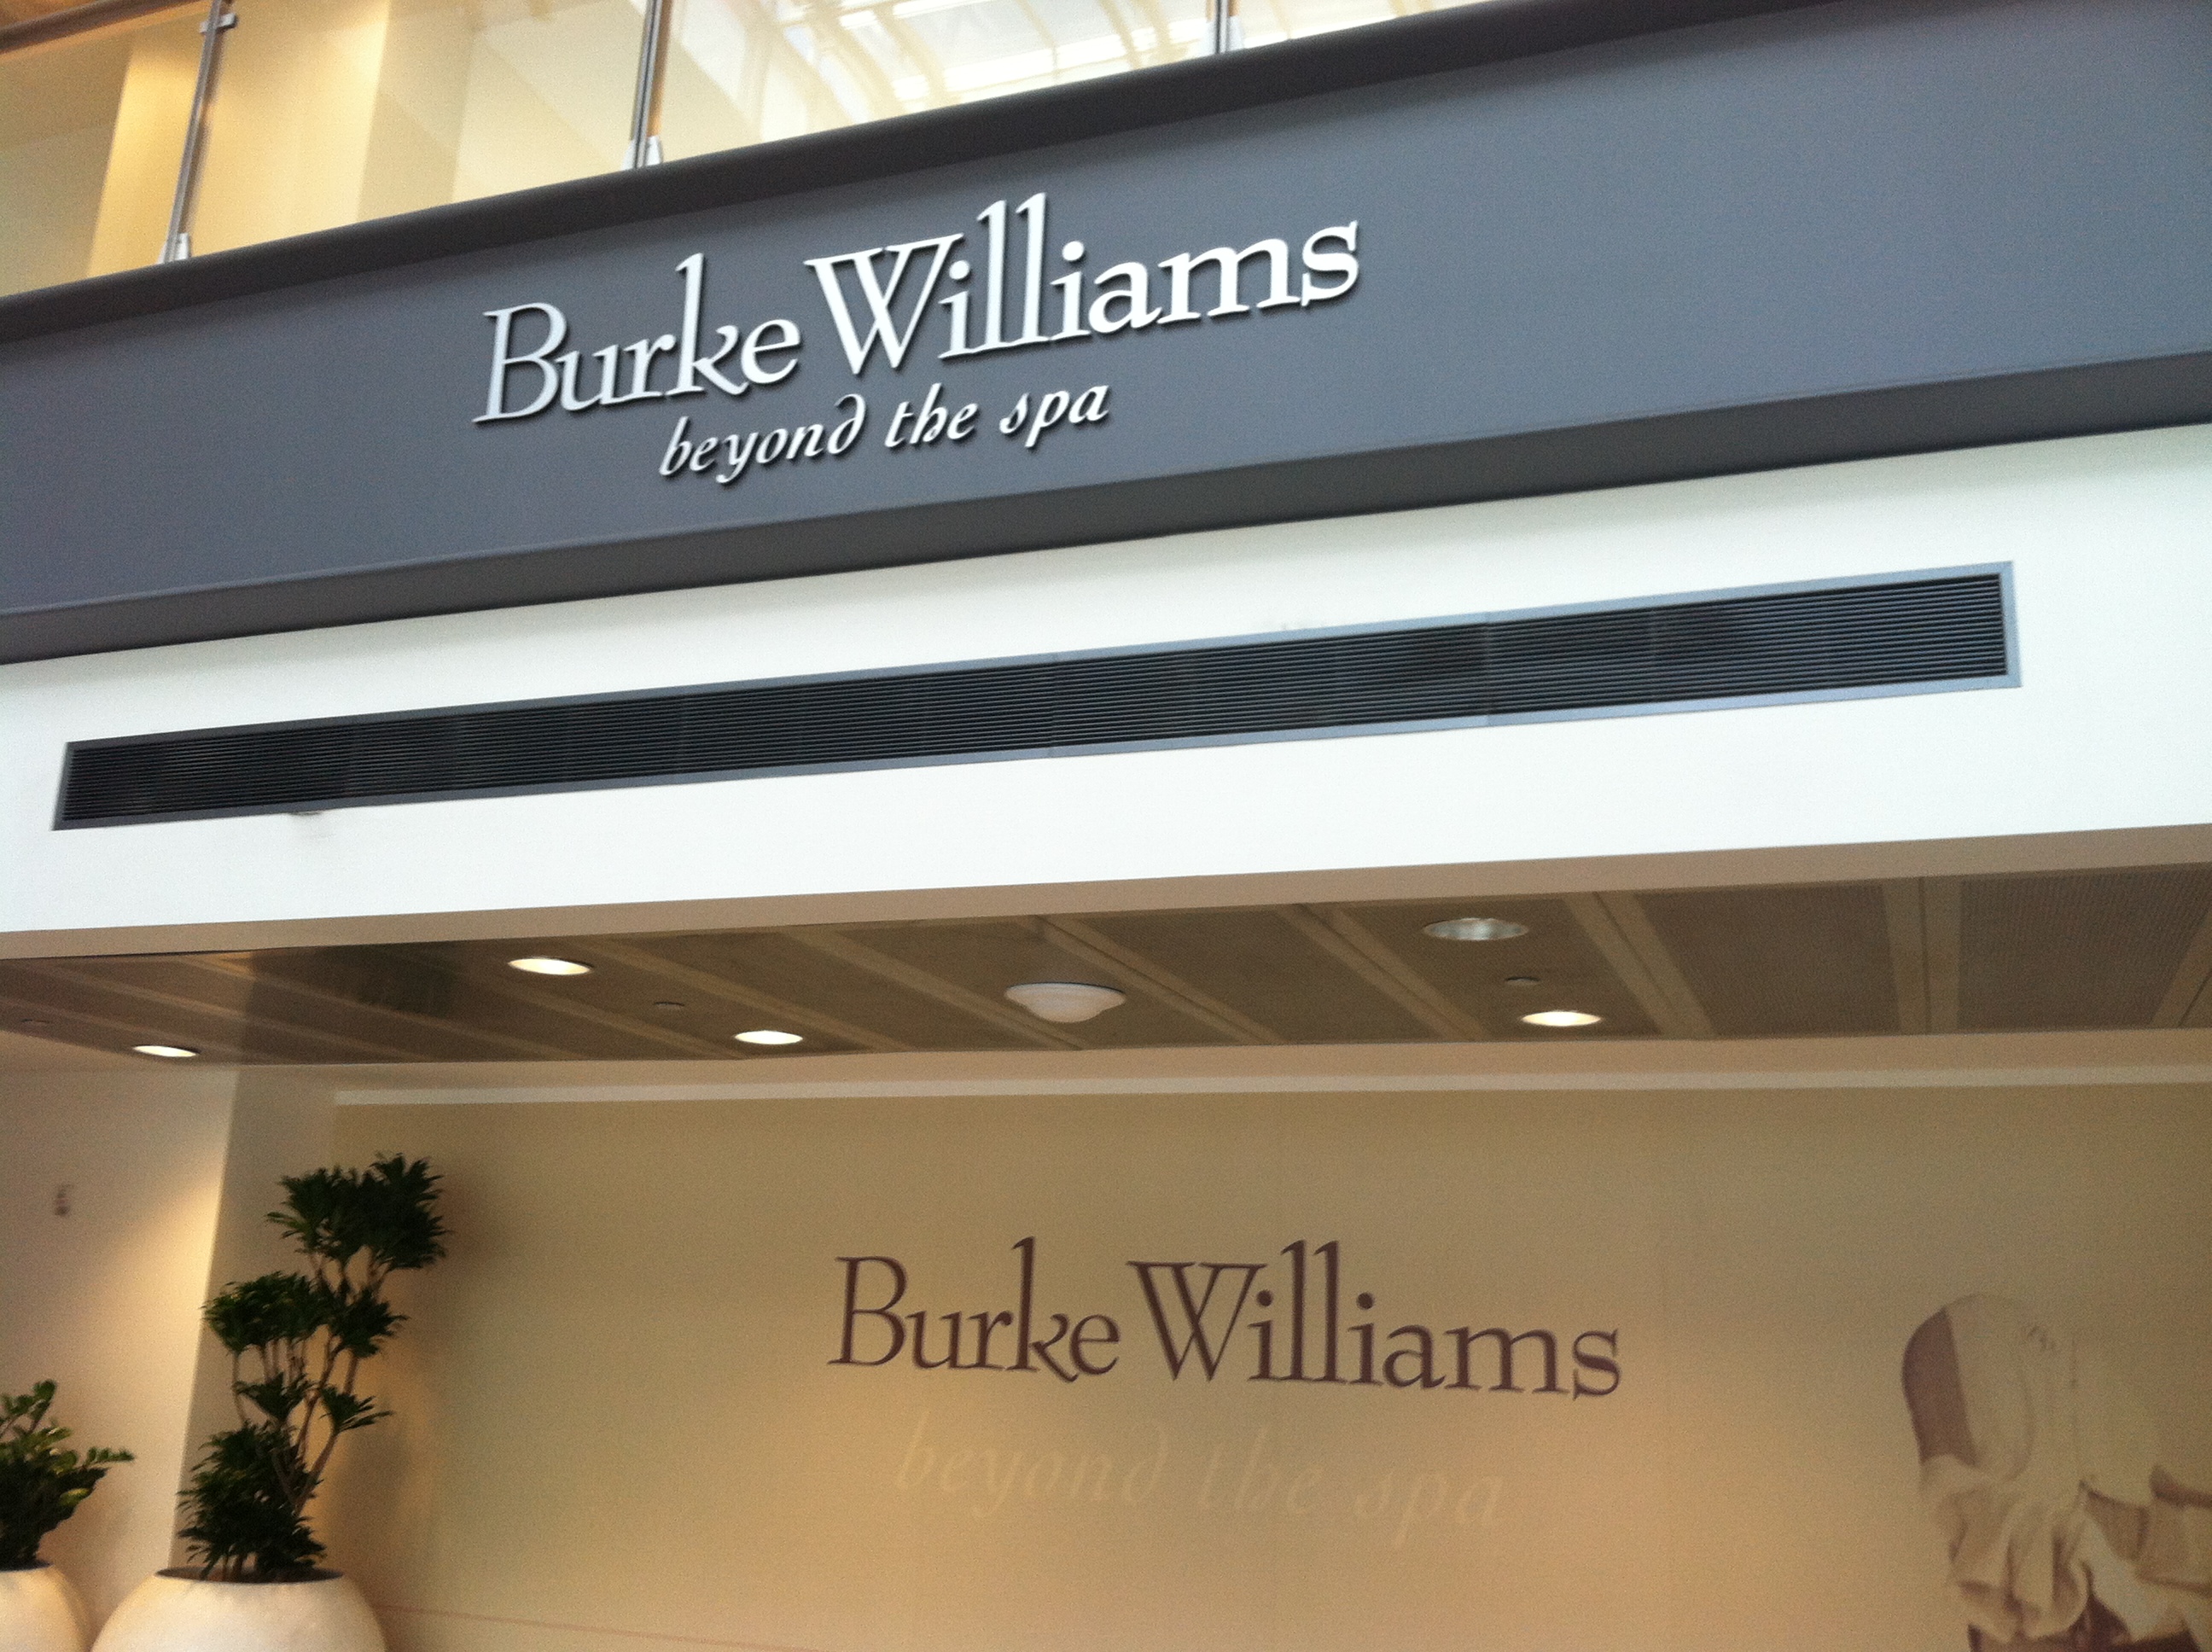 Burke Williams
beyond the spa
Burke Williams
beyond the spa